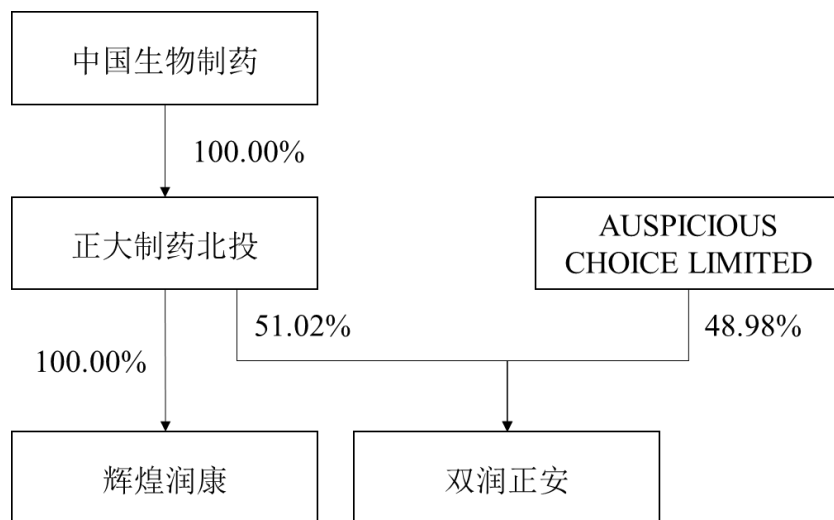 中国生物制药
100.00%
正大制药北投
AUSPICIOUS
CHOICE LIMITED
51.02%
48.98%
100.00%
辉煌润康
双润正安